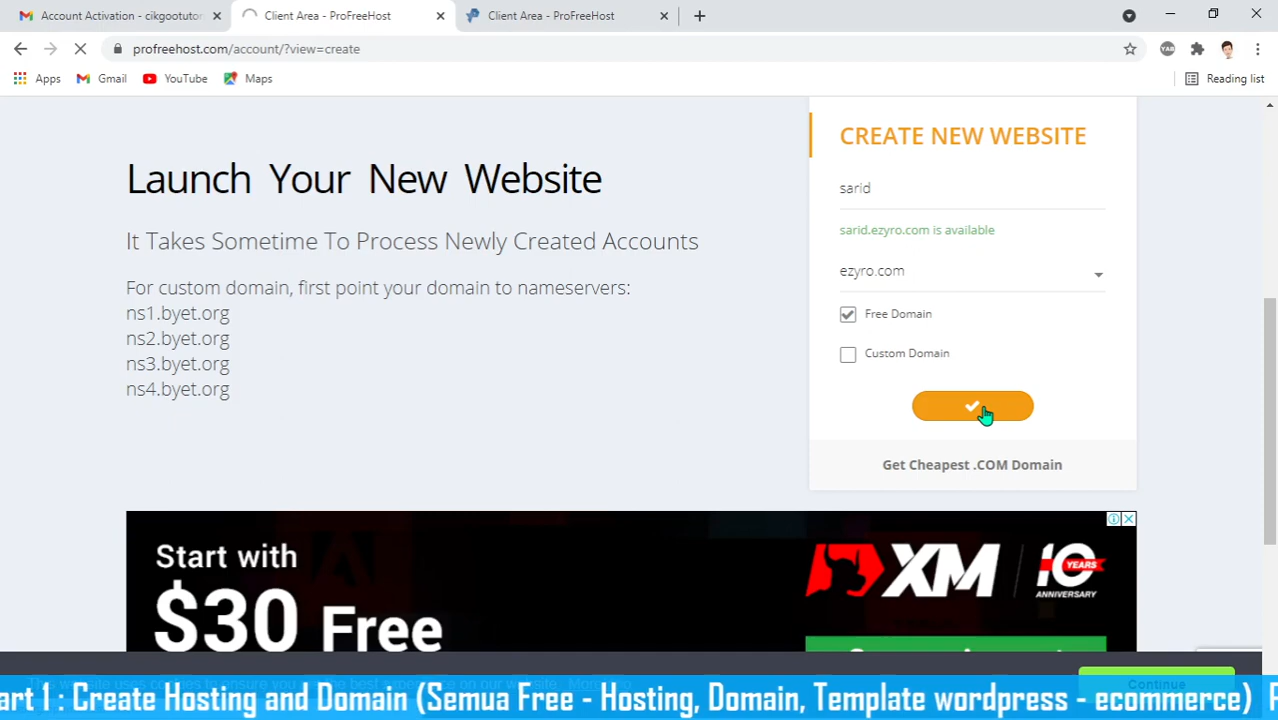 Account Activation - cikgootutor
Client Area - ProFreeHost
Client Area - ProFreeHost
profreehost.com/account/?view=create
Apps
Gmail
YouTube
Maps
Reading list
Launch Your New Website
It Takes Sometime To Process Newly Created Accounts
For custom domain, first point your domain to nameservers:
ns1.byet.org
ns2.byet.org
ns3.byet.org
ns4.byet.org
CREATE NEW WEBSITE
sarid
sarid.ezyro.com is available
ezyro.com
Free Domain
Custom Domain
Get Cheapest .COM Domain
Start with
$30 Free
XM
10
YEARS
ANNIVERSARY
Continue
art 1 : Create Hosting and Domain (Semua Free - Hosting, Domain, Template wordpress - ecommerce)